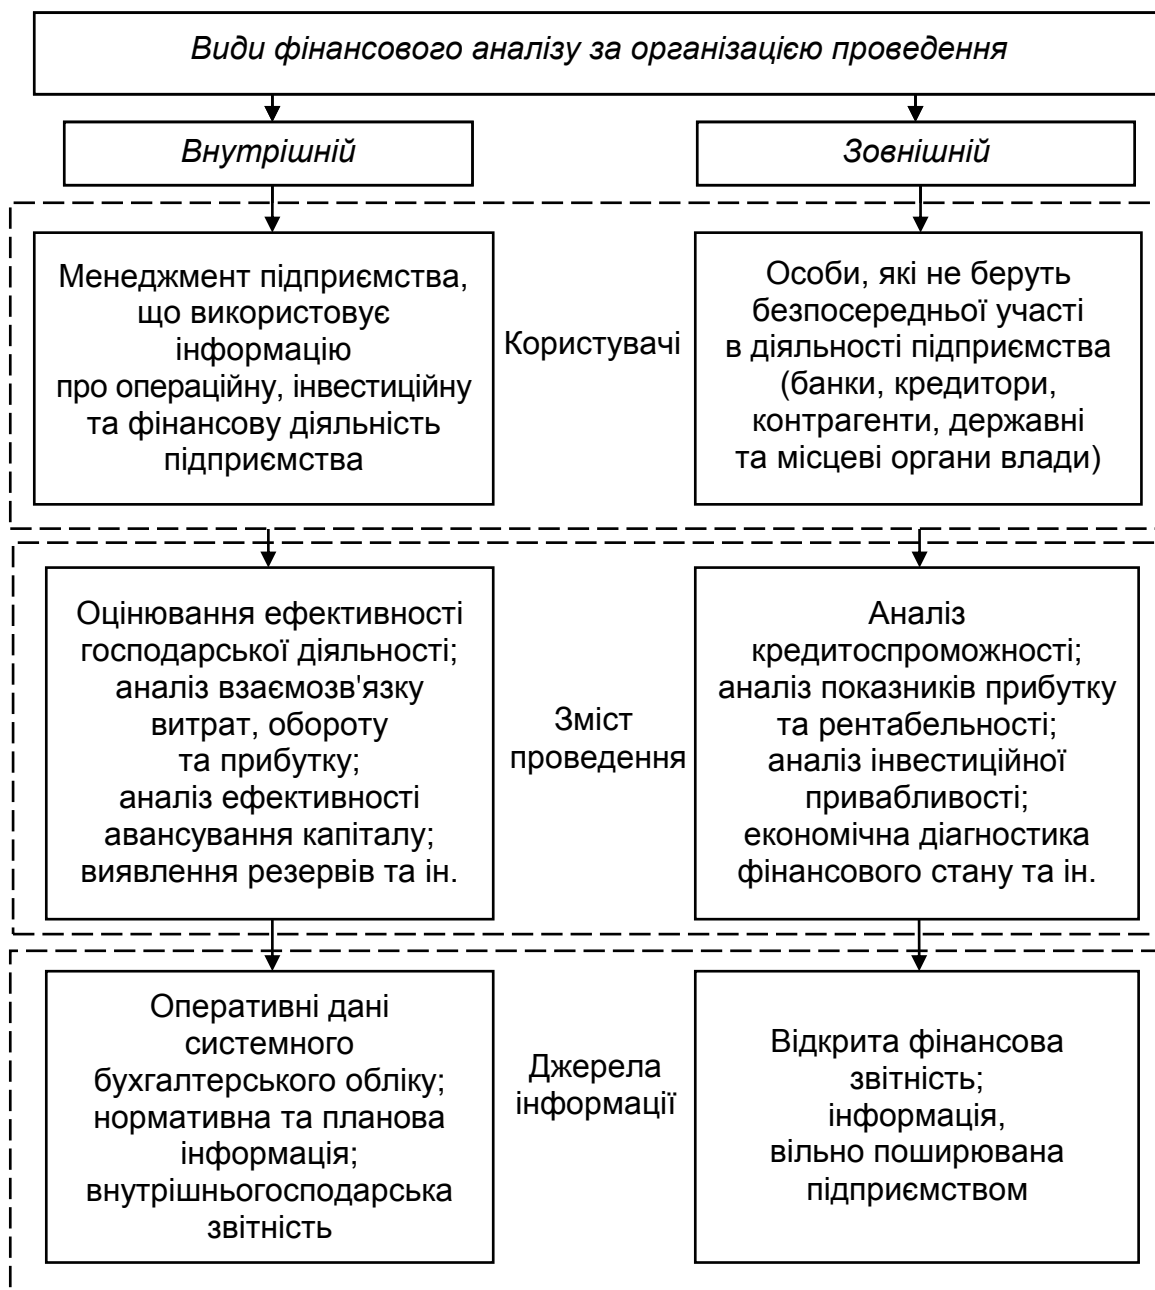 Види фінансового аналізу за організацією проведення
Внутрішній
Зовнішній
Менеджмент підприємства,
що використовує
інформацію
про операційну, інвестиційну
та фінансову діяльність
підприємства
Користувачі
Особи, які не беруть
безпосередньої участі
в діяльності підприємства
(банки, кредитори,
контрагенти, державні
та місцеві органи влади)
Оцінювання ефективності
господарської діяльності;
аналіз взаємозв'язку
витрат, обороту
та прибутку;
аналіз ефективності
авансування капіталу;
виявлення резервів та ін.
Зміст
проведення
Аналіз
кредитоспроможності;
аналіз показників прибутку
та рентабельності;
аналіз інвестиційної
привабливості;
економічна діагностика
фінансового стану та ін.
Оперативні дані
системного
бухгалтерського обліку;
нормативна та планова
інформація;
внутрішньогосподарська
звітність
Джерела
інформації
Відкрита фінансова
звітність;
інформація,
вільно поширювана
підприємством